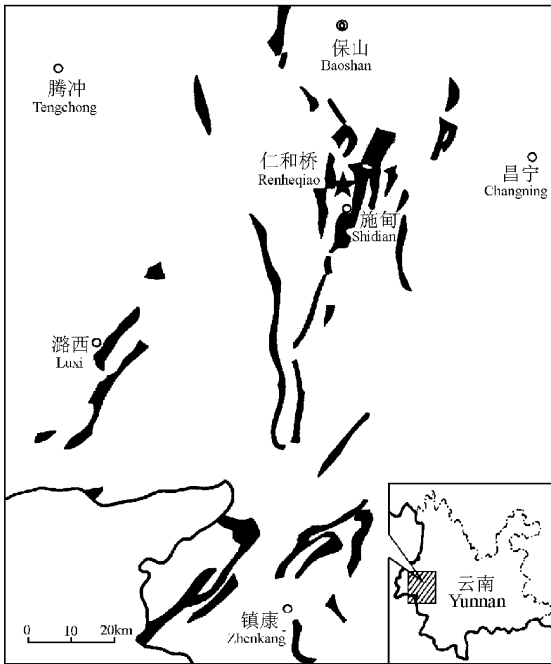 保山
Baoshan
腾冲
Tengchong
仁和桥
Renheqiao
昌宁
Changning
施甸
Shidian
潞西
Luxi
云南
Yunnan
镇康
Zhenkang
0 10 20km